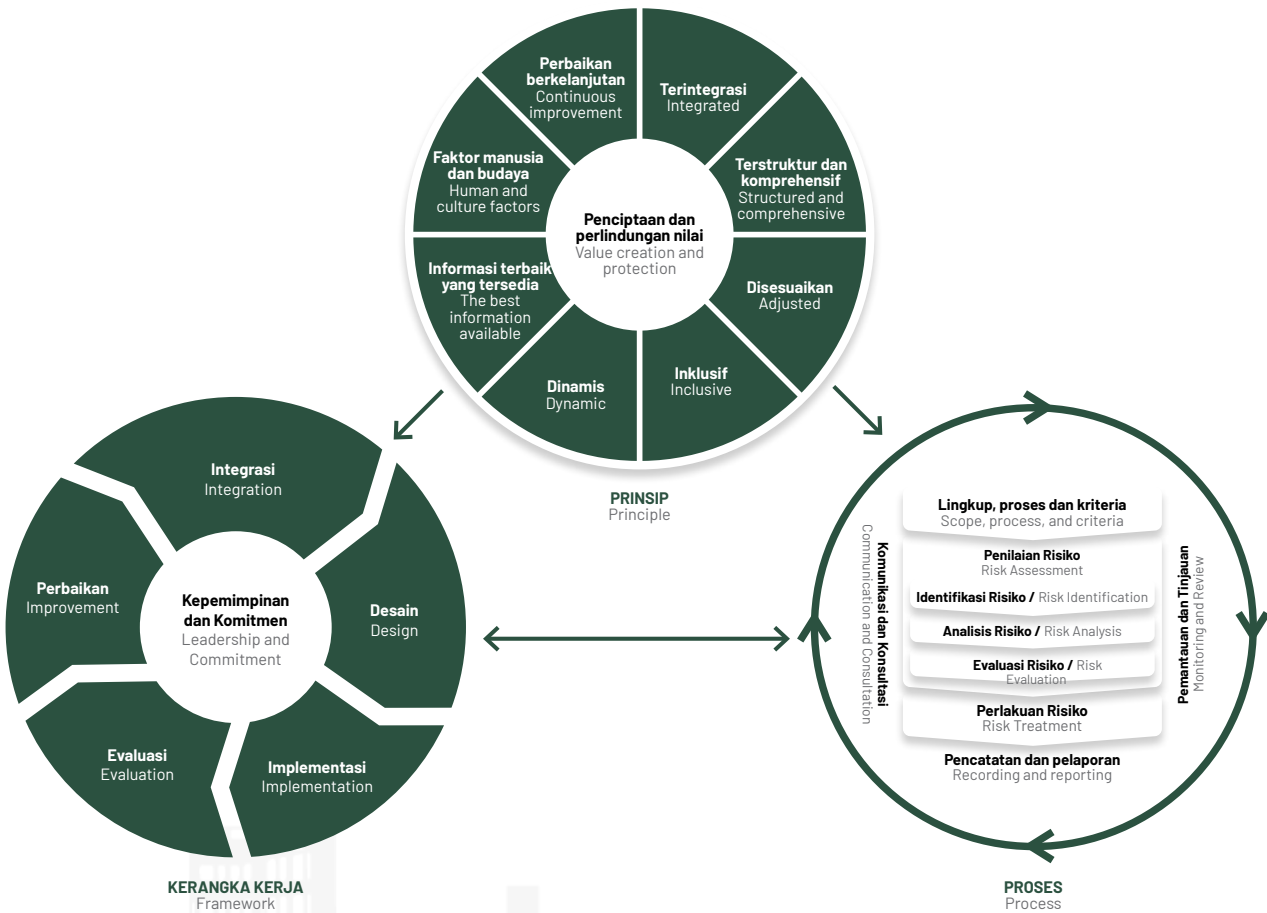 Perbaikan
berkelanjutan
Continuous
improvement
Terintegrasi
Integrated
Terstruktur dan
komprehensif
Structured and
comprehensive
Disesuaikan
Adjusted
Inklusif
Inclusive
Dinamis
Dynamic
Informasi terbaik
yang tersedia
The best
information
available
Faktor manusia
dan budaya
Human and
culture factors
Penciptaan dan
perlindungan nilai
Value creation and
protection
PRINSIP
Principle
Integrasi
Integration
Desain
Design
Implementasi
Implementation
Evaluasi
Evaluation
Perbaikan
Improvement
Kepemimpinan
dan Komitmen
Leadership and
Commitment
KERANGKA KERJA
Framework
Komunikasi dan Konsultasi
Communication and Consultation
Lingkup, proses dan kriteria
Scope, process, and criteria
Penilaian Risiko
Risk Assessment
Identifikasi Risiko / Risk Identification
Analisis Risiko / Risk Analysis
Evaluasi Risiko / Risk
Evaluation
Perlakuan Risiko
Risk Treatment
Pencatatan dan pelaporan
Recording and reporting
Pemantauan dan Tinjauan
Monitoring and Review
PROSES
Process